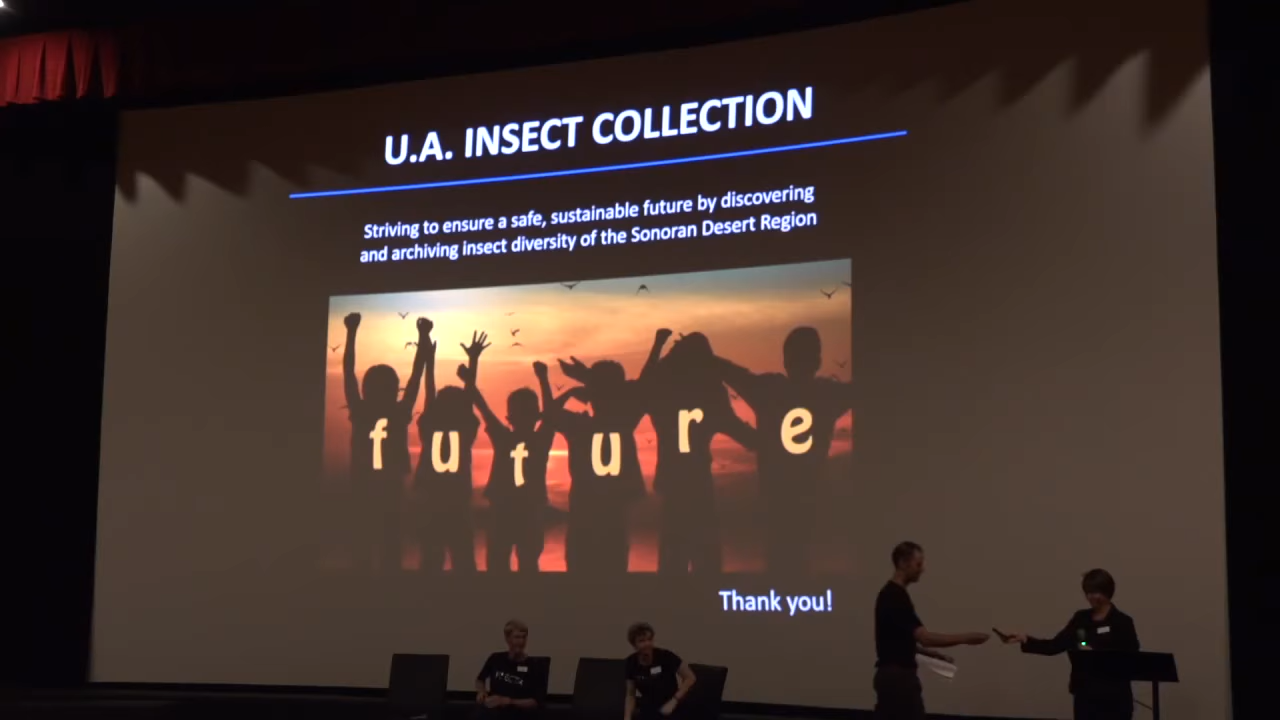 U.A. INSECT COLLECTION
Striving to ensure a safe, sustainable future by discovering
and archiving insect diversity of the Sonoran Desert Region
future
Thank you!